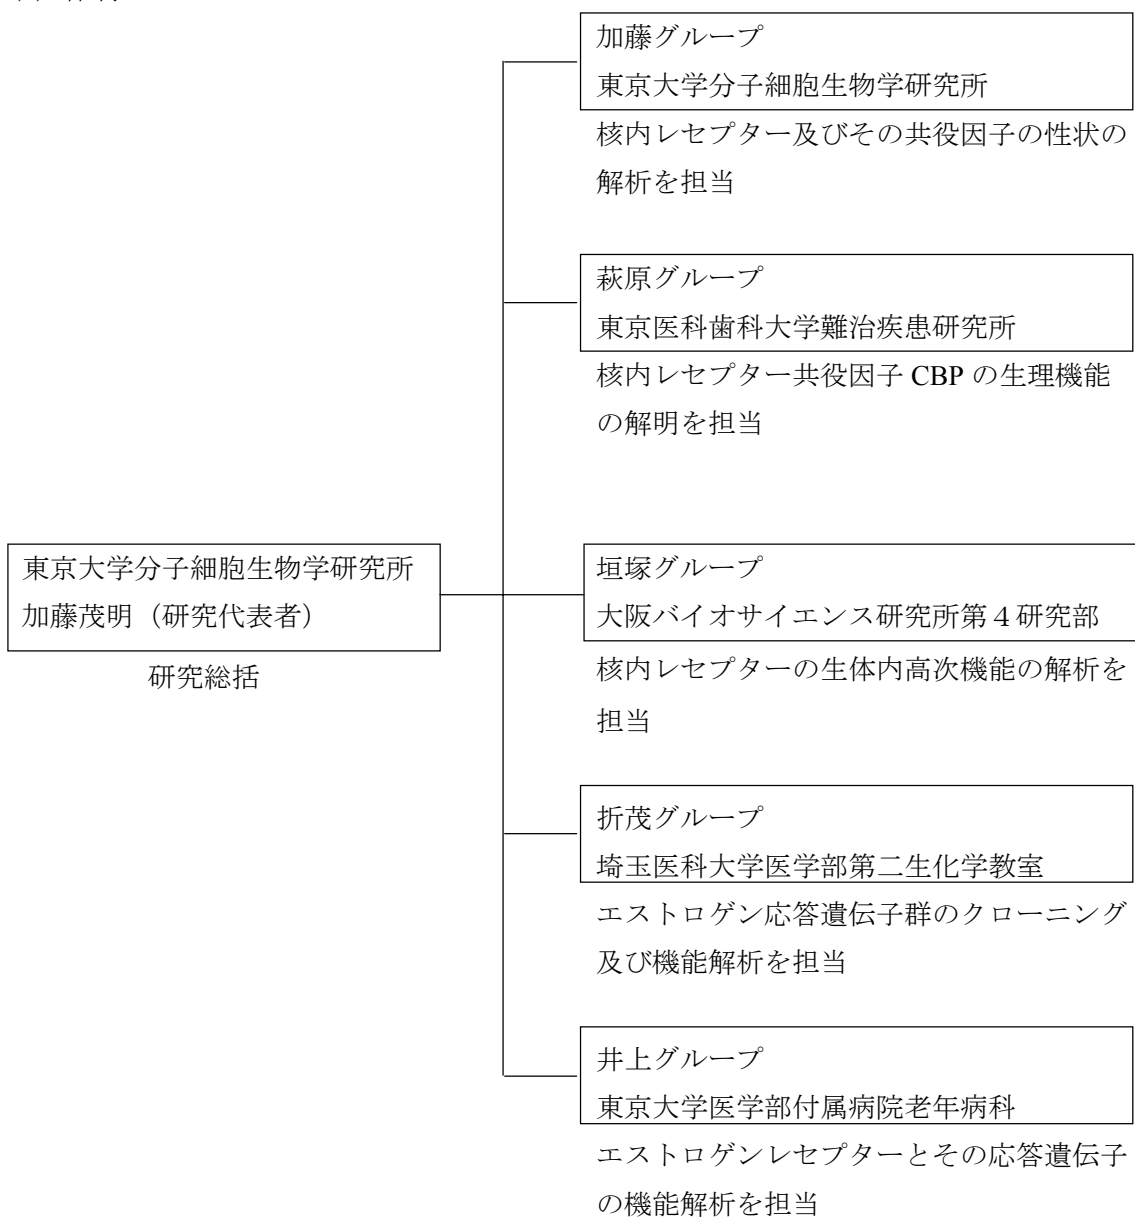 加藤グループ
東京大学分子細胞生物学研究所
核内レセプター及びその共役因子の性状の
解析を担当
萩原グループ
東京医科歯科大学難治疾患研究所
核内レセプター共役因子 CBP の生理機能
の解明を担当
東京大学分子細胞生物学研究所
加藤茂明（研究代表者）
研究総括
垣塚グループ
大阪バイオサイエンス研究所第４研究部
核内レセプターの生体内高次機能の解析を
担当
折茂グループ
埼玉医科大学医学部第二生化学教室
エストロゲン応答遺伝子群のクローニング
及び機能解析を担当
井上グループ
東京大学医学部付属病院老年病科
エストロゲンレセプターとその応答遺伝子
の機能解析を担当